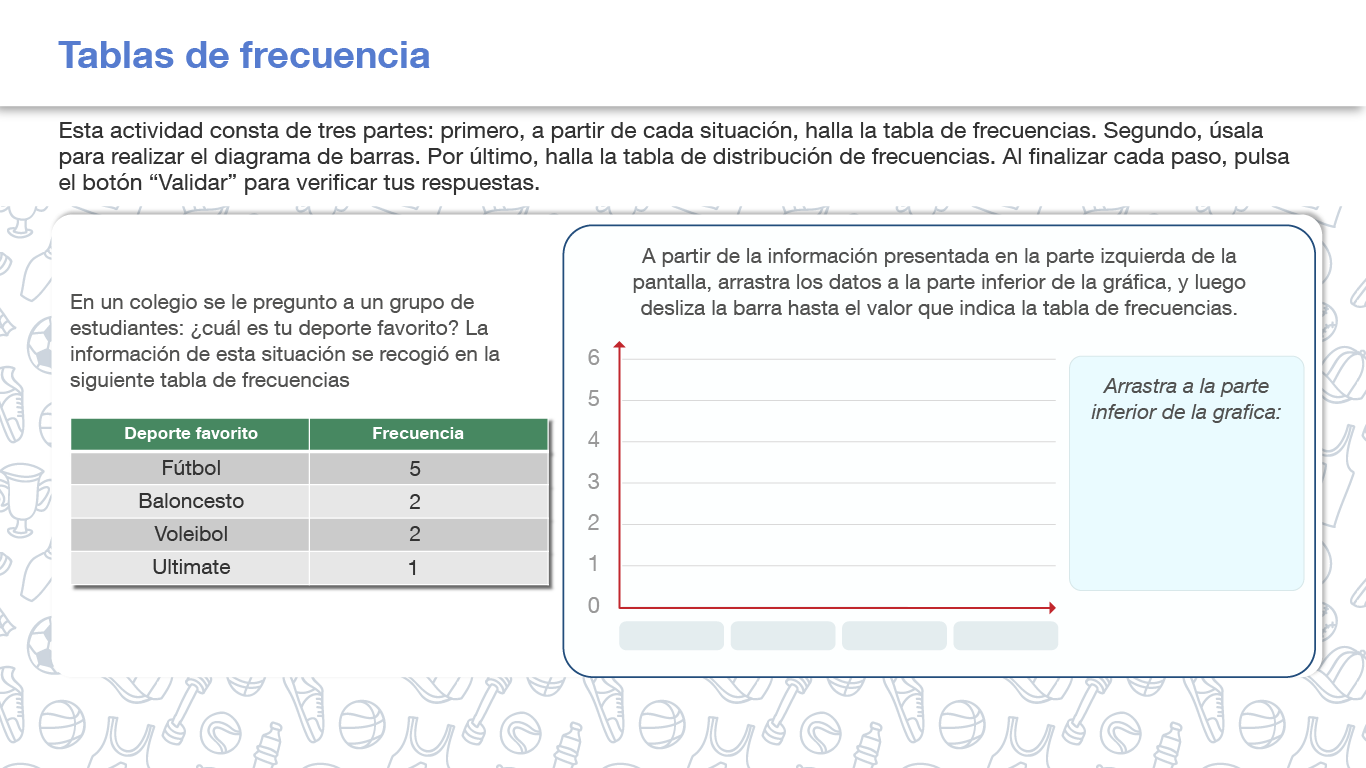 Tablas de frecuencia
Esta actividad consta de tres partes: primero, a partir de cada situación, halla la tabla de frecuencias. Segundo, úsala
para realizar el diagrama de barras. Por último, halla la tabla de distribución de frecuencias. Al finalizar cada paso, pulsa
el botón “Validar” para verificar tus respuestas.
En un colegio se le pregunto a un grupo de
estudiantes: ¿cuál es tu deporte favorito? La
información de esta situación se recogió en la
siguiente tabla de frecuencias
Deporte favorito Frecuencia
Fútbol 5
Baloncesto 2
Voleibol 2
Ultimate 1
A partir de la información presentada en la parte izquierda de la
pantalla, arrastra los datos a la parte inferior de la gráfica, y luego
desliza la barra hasta el valor que indica la tabla de frecuencias.
6
5
4
3
2
1
0
Arrastra a la parte
inferior de la grafica: